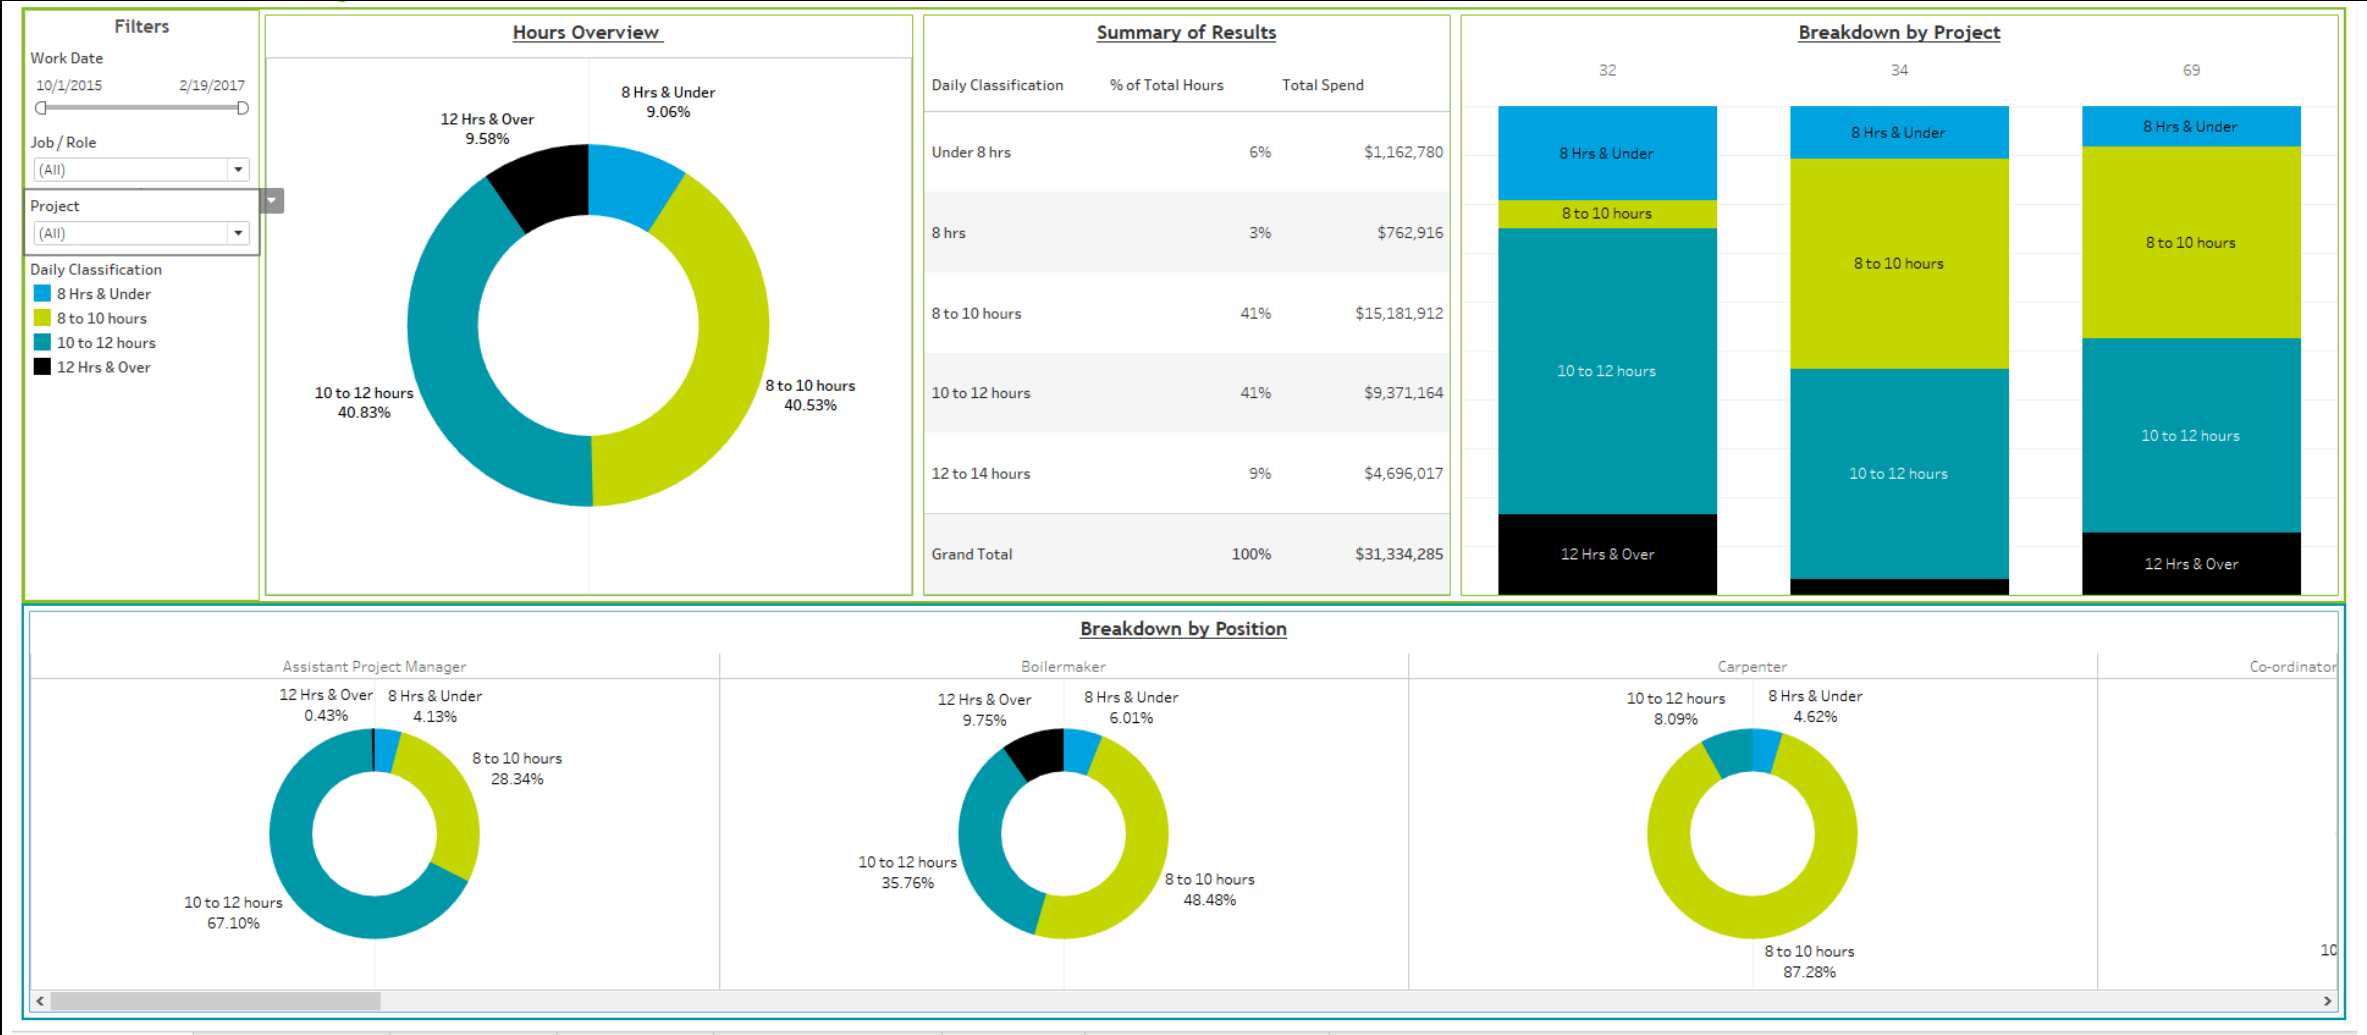 Filters
Work Date
10/1/2015 2/19/2017
Job / Role
(All)
Project
(All)
Daily Classification
8 Hrs & Under
8 to 10 hours
10 to 12 hours
12 Hrs & Over
Hours Overview
8 Hrs & Under
9.06%
12 Hrs & Over
9.58%
10 to 12 hours
40.83%
8 to 10 hours
40.53%
Summary of Results
Daily Classification % of Total Hours Total Spend
Under 8 hrs 6% $1,162,780
8 hrs 3% $762,916
8 to 10 hours 41% $15,181,912
10 to 12 hours 41% $9,371,164
12 to 14 hours 9% $4,696,017
Grand Total 100% $31,334,285
Breakdown by Project
32 34 69
8 Hrs & Under
8 to 10 hours
10 to 12 hours
12 Hrs & Over
8 Hrs & Under
8 to 10 hours
10 to 12 hours
8 Hrs & Under
8 to 10 hours
10 to 12 hours
12 Hrs & Over
Breakdown by Position
Assistant Project Manager
12 Hrs & Over
0.43%
8 Hrs & Under
4.13%
8 to 10 hours
28.34%
10 to 12 hours
67.10%
Boilermaker
12 Hrs & Over
9.75%
8 Hrs & Under
6.01%
10 to 12 hours
35.76%
8 to 10 hours
48.48%
Carpenter
10 to 12 hours
8.09%
8 Hrs & Under
4.62%
8 to 10 hours
87.28%
Co-ordinator
10